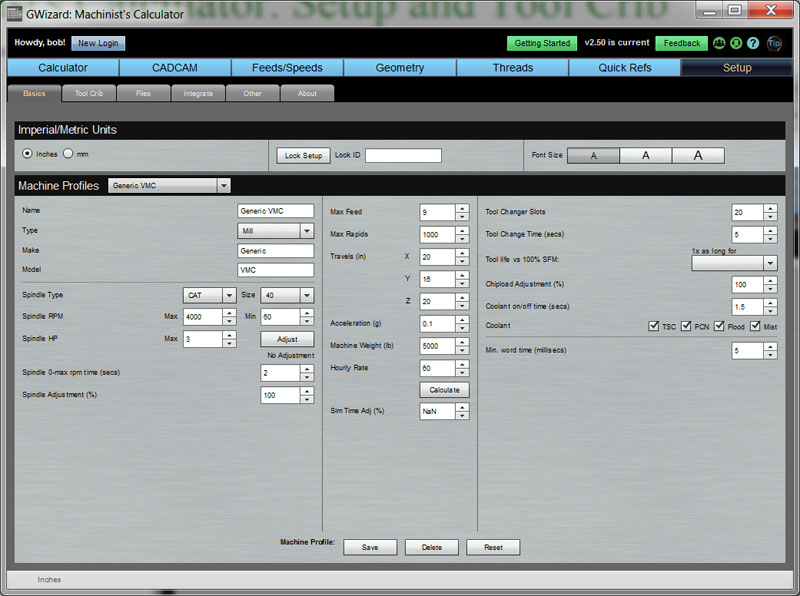 GWizard: Machinist's Calculator
Setup and Tool Crib
Howdy, bob! New Login Getting Started v2.50 is current Feedback ? Tip
Calculator CADCAM Feeds/Speeds Geometry Threads Quick Refs Setup
Basics Tool Crib Files Integrate Other About
Imperial/Metric Units
Inches mm Lock Setup Lock ID Font Size A A A
Machine Profiles Generic VMC
Name Generic VMC
Type Mill
Make Generic
Model VMC
Spindle Type CAT Size 40
Spindle RPM Max 4000 Min 60
Spindle HP Max 3 Adjust
No Adjustment
Spindle 0-max rpm time (secs) 2
Spindle Adjustment (%) 100
Max Feed 9
Max Rapids 1000
Travels (in) X 20
Y 16
Z 20
Acceleration (g) 0.1
Machine Weight (lb) 5000
Hourly Rate 60
Calculate
Sim Time Adj (%) NaN
Tool Changer Slots 20
Tool Change Time (secs) 5
1x as long for
Tool life vs 100% SFM:
Chipload Adjustment (%) 100
Coolant on/off time (secs) 1.5
Coolant TSC PCN Flood Mist
Min. word time (millisecs) 5
Machine Profile: Save Delete Reset
Inches